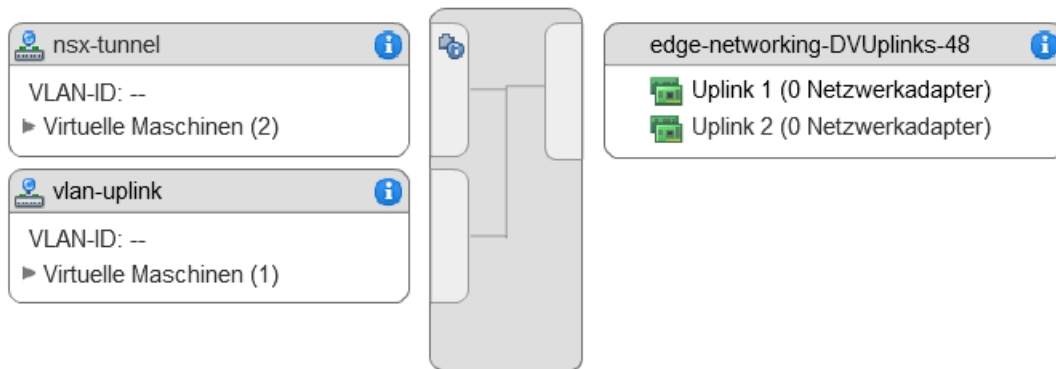 nsx-tunnel
VLAN-ID: --
Virtuelle Maschinen (2)
vlan-uplink
VLAN-ID: --
Virtuelle Maschinen (1)
edge-networking-DVUplinks-48
Uplink 1 (0 Netzwerkadapter)
Uplink 2 (0 Netzwerkadapter)